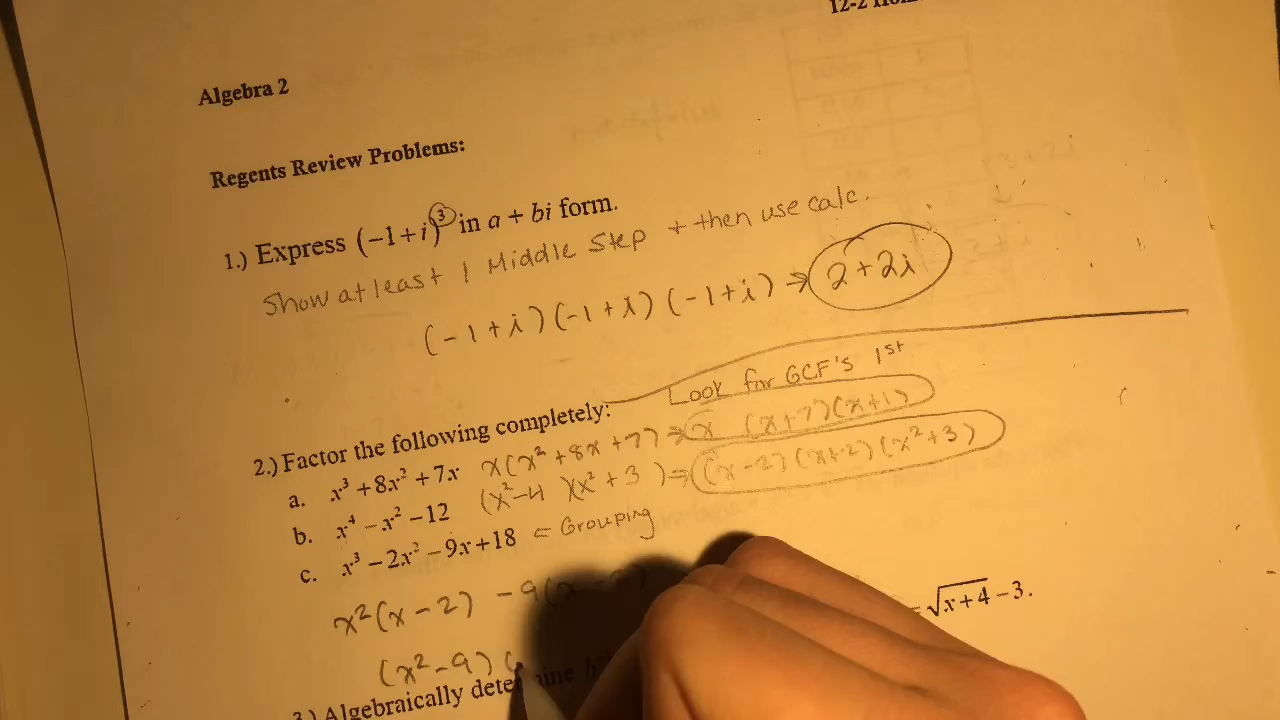 12-2
Algebra 2
Regents Review Problems:
1.) Express (-1+i)³ in a + bi form.
Show at least 1 Middle Step + then use calc.
(-1+i)(-1+i)(-1+i) → 2+2i
Look for GCF's 1st
2.) Factor the following completely:
a. x³ + 8x² + 7x x(x² + 8x + 7) → x (x+7)(x+1)
b. x⁴ - x² - 12 (x²-4)(x²+3) ⇒ (x-2)(x+2)(x²+3)
c. x³ - 2x² - 9x + 18 = Grouping
x²(x-2) -9(x
(x²-9) (
√x+4 - 3.
3.) Algebraically determine